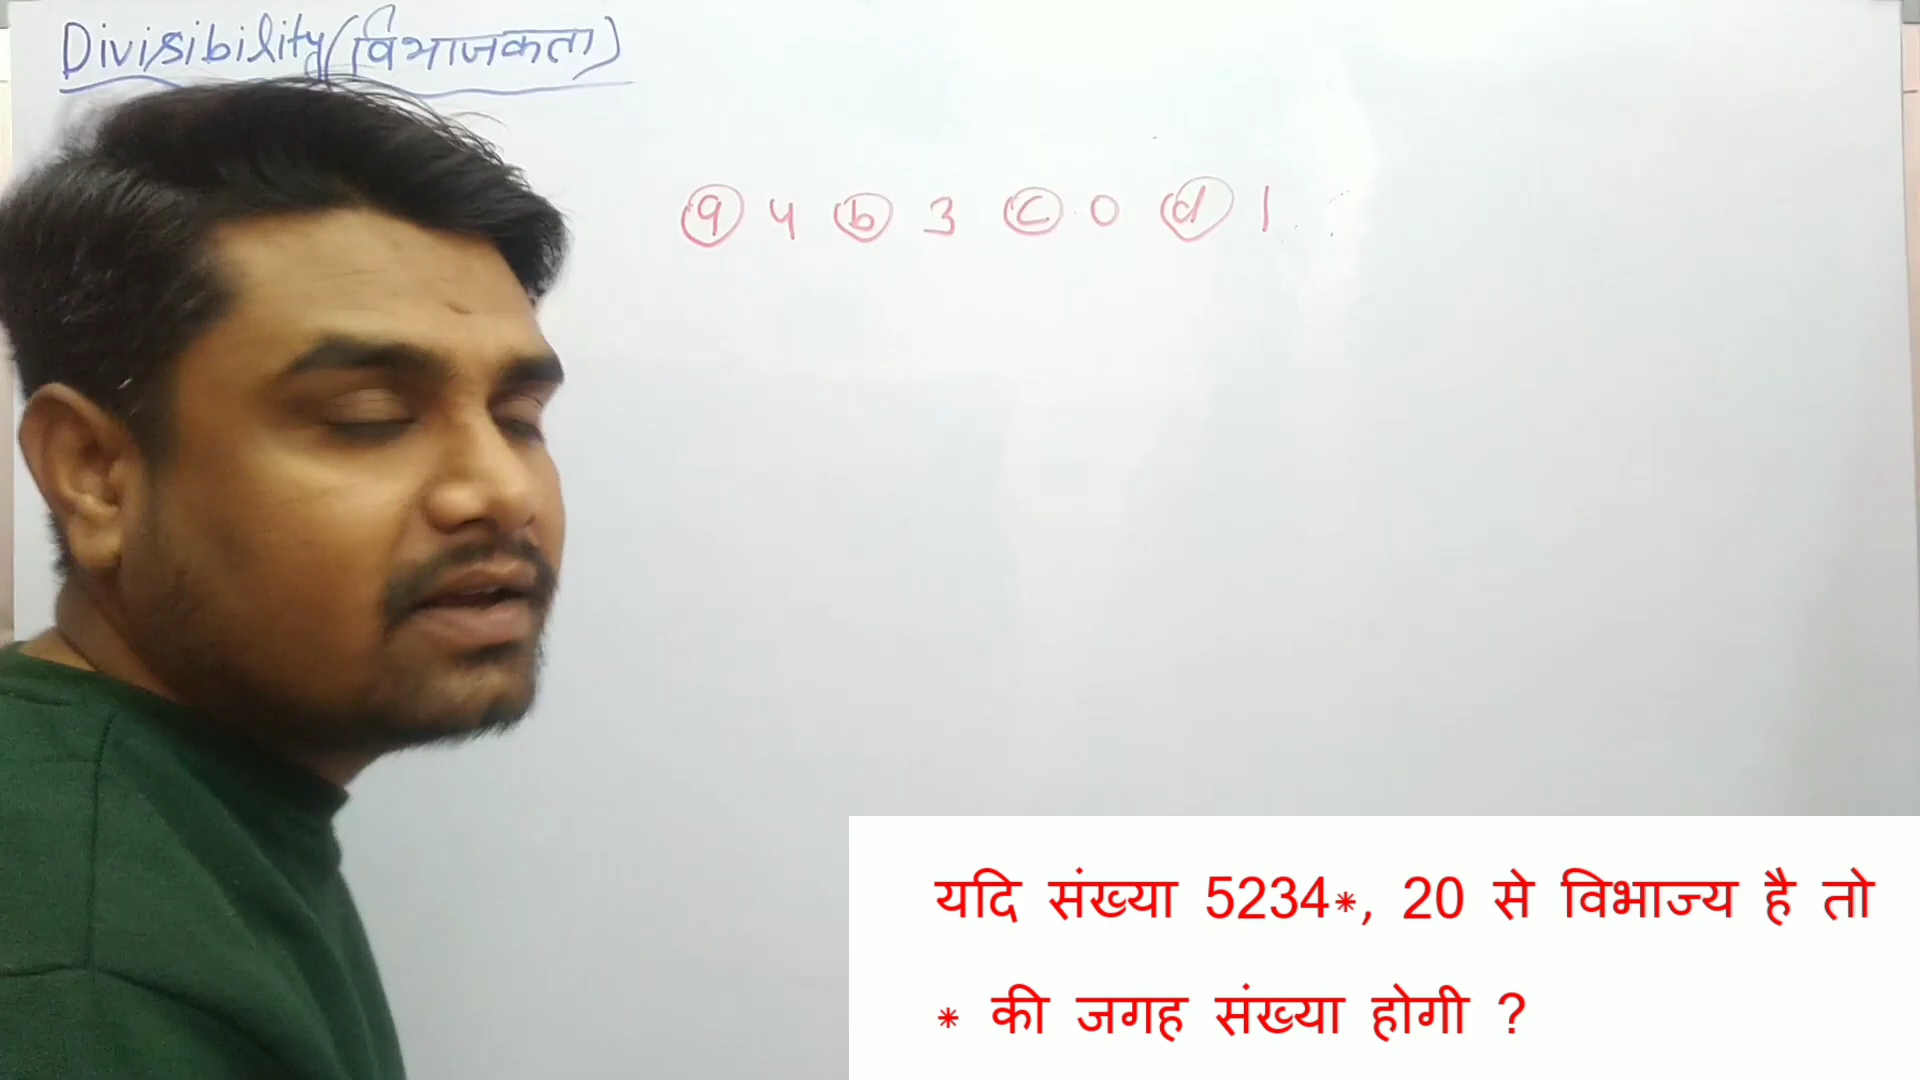 Divisibility (विभाजकता)
a 4 b 3 c 0 d 1
यदि संख्या 5234*, 20 से विभाज्य है तो
* की जगह संख्या होगी ?